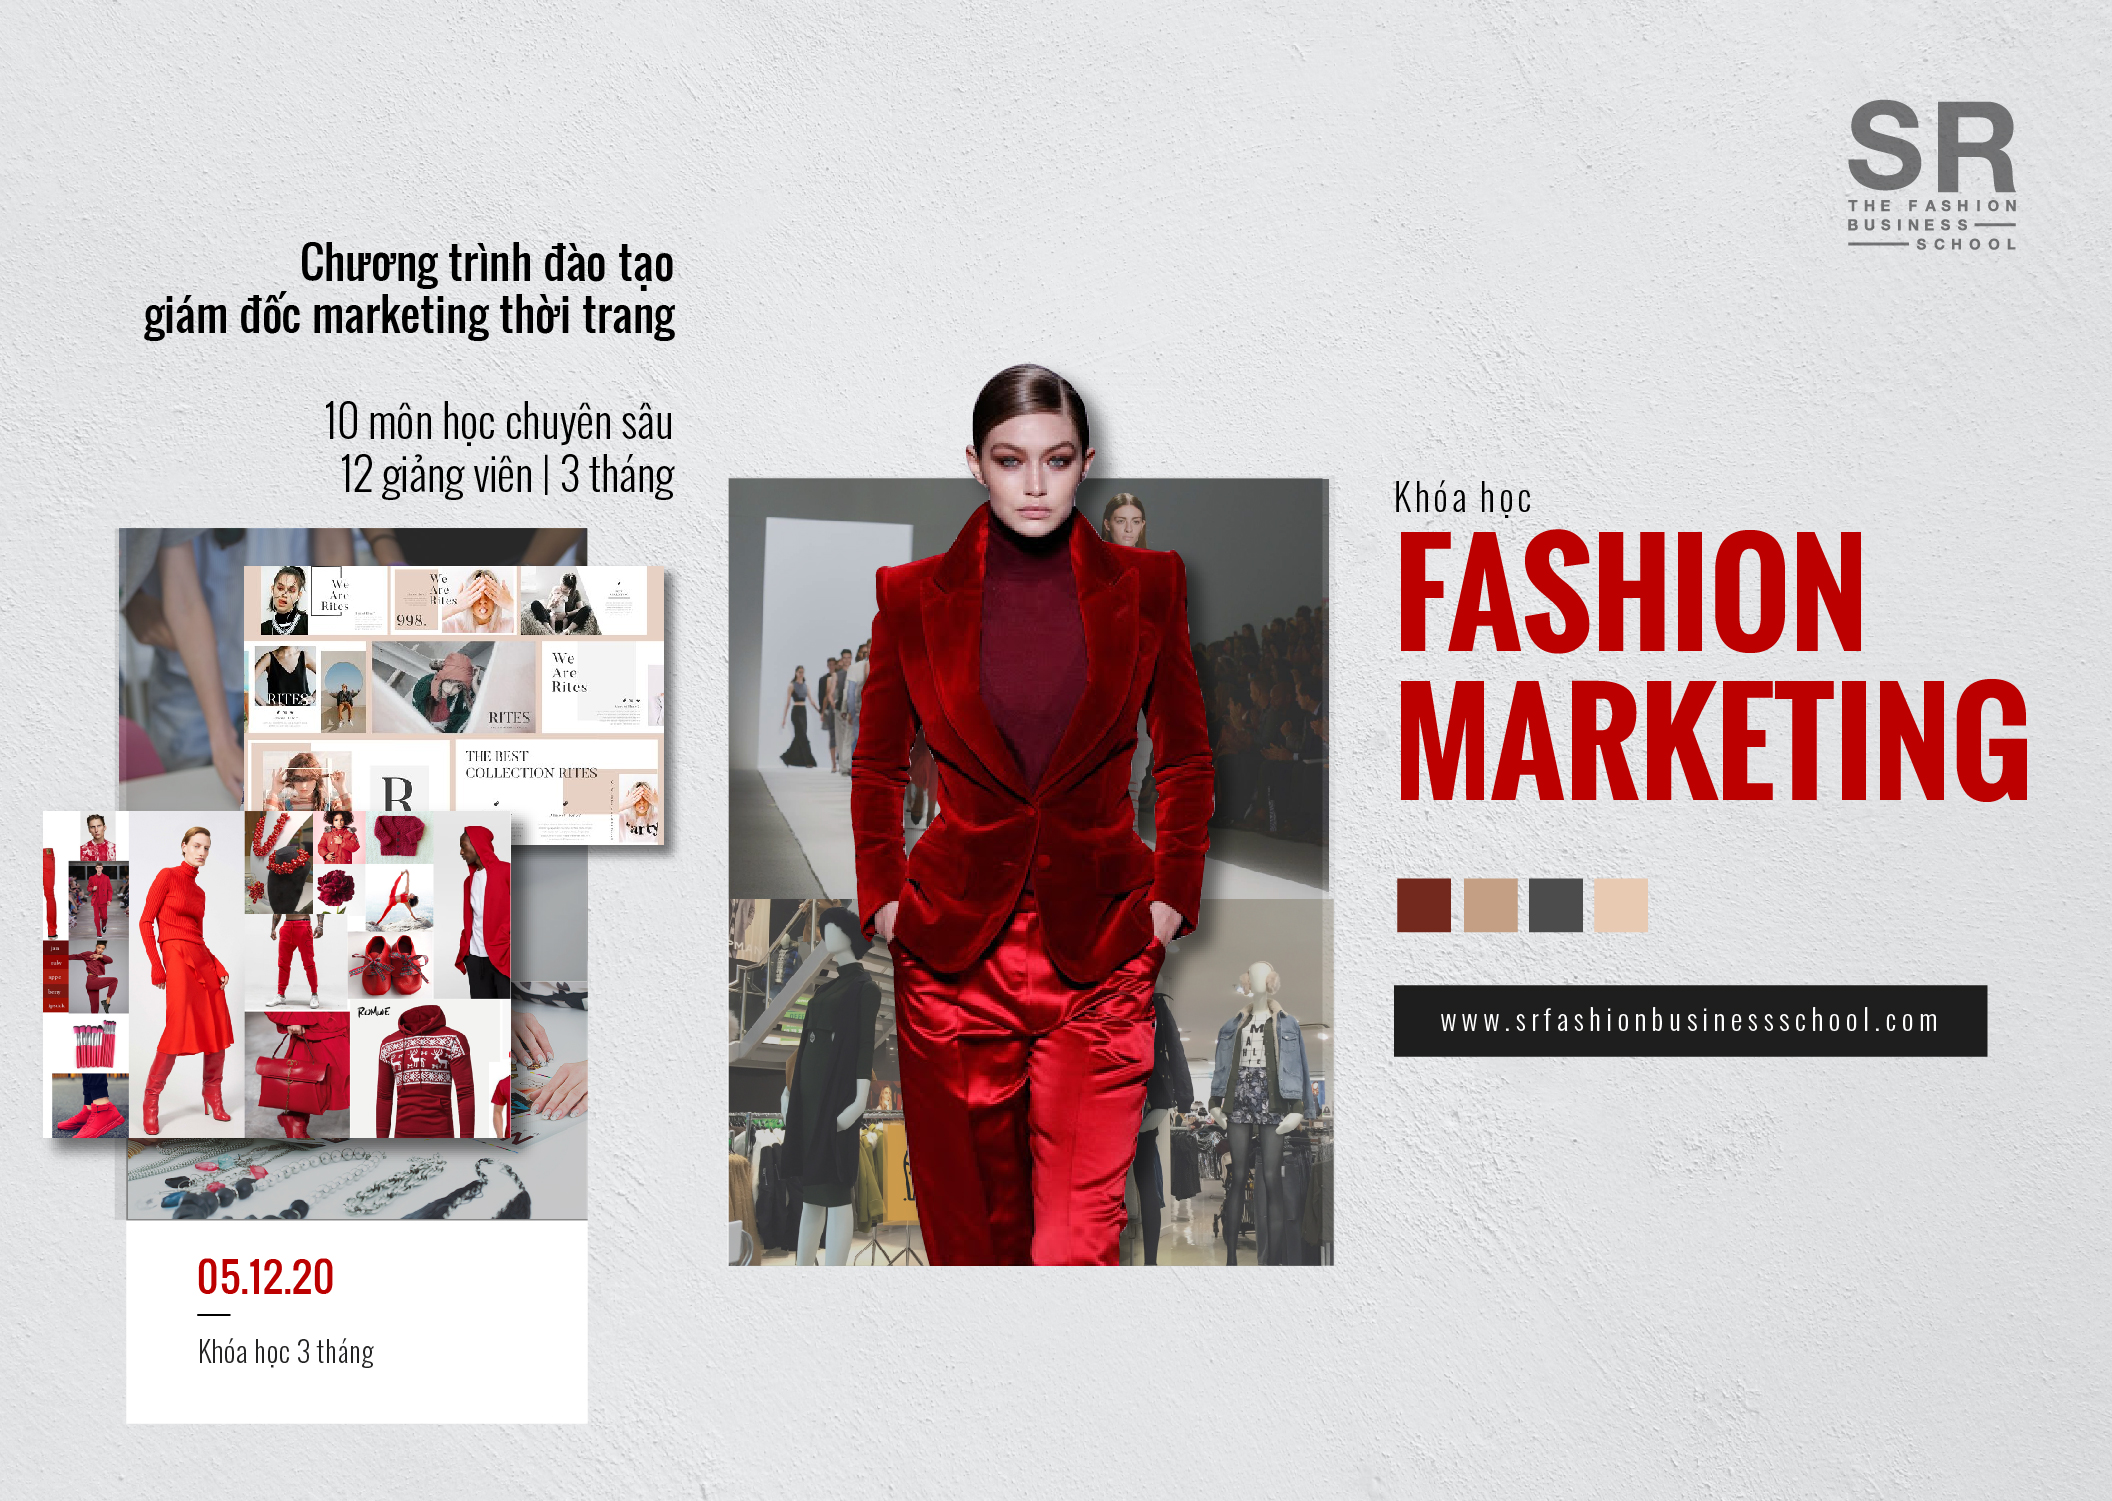 SR
THE FASHION
BUSINESS
SCHOOL
Chương trình đào tạo
giám đốc marketing thời trang
10 môn học chuyên sâu
12 giảng viên | 3 tháng
We
Are
Rites
We
Are
Rites
998.
RITES
RITES
We
Are
Rites
R
THE BEST
COLLECTION RITES
ROMWE
Khóa học
FASHION
MARKETING
www.srfashionbusinessschool.com
05.12.20
Khóa học 3 tháng